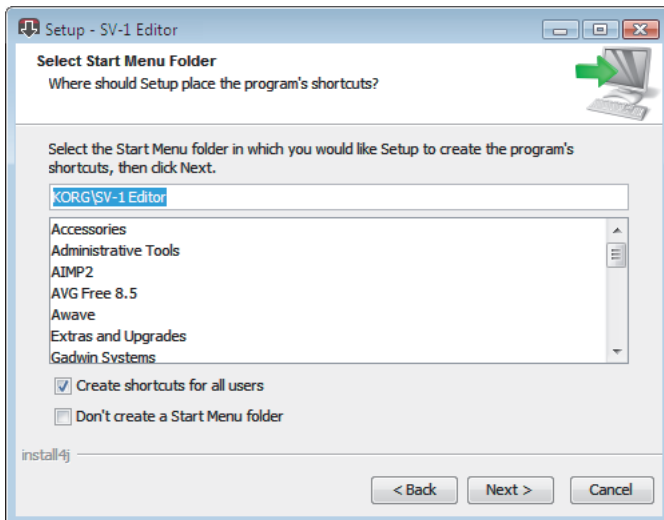 Setup - SV-1 Editor
Select Start Menu Folder
Where should Setup place the program's shortcuts?
Select the Start Menu folder in which you would like Setup to create the program's
shortcuts, then click Next.
KORG\SV-1 Editor
Accessories
Administrative Tools
AIMP2
AVG Free 8.5
Awave
Extras and Upgrades
Gadwin Systems
Create shortcuts for all users
Don't create a Start Menu folder
install4j
< Back Next > Cancel